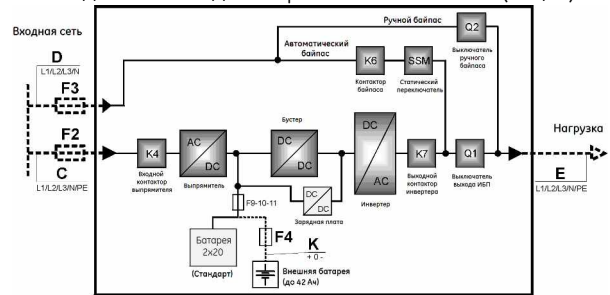 Ручной байпас
Q2
Входная сеть
Выключатель
ручного
байпаса
Автоматический
байпас
K6
SSM
Контактор
байпаса
Статический
переключатель
D
L1/L2/L3/N
F3
F2
C
L1/L2/L3/N/PE
K4
Входной
контактор
выпрямителя
AC
DC
Выпрямитель
Бустер
DC
DC
DC
AC
Инвертер
K7
Выходной
контактор
инвертера
Q1
Выключатель
выхода ИБП
Нагрузка
E
L1/L2/L3/N/PE
F9-10-11
DC
DC
Зарядная плата
Батарея
2x20
(Стандарт)
F4
K
+ 0 -
Внешняя батарея
(до 42 Ач)